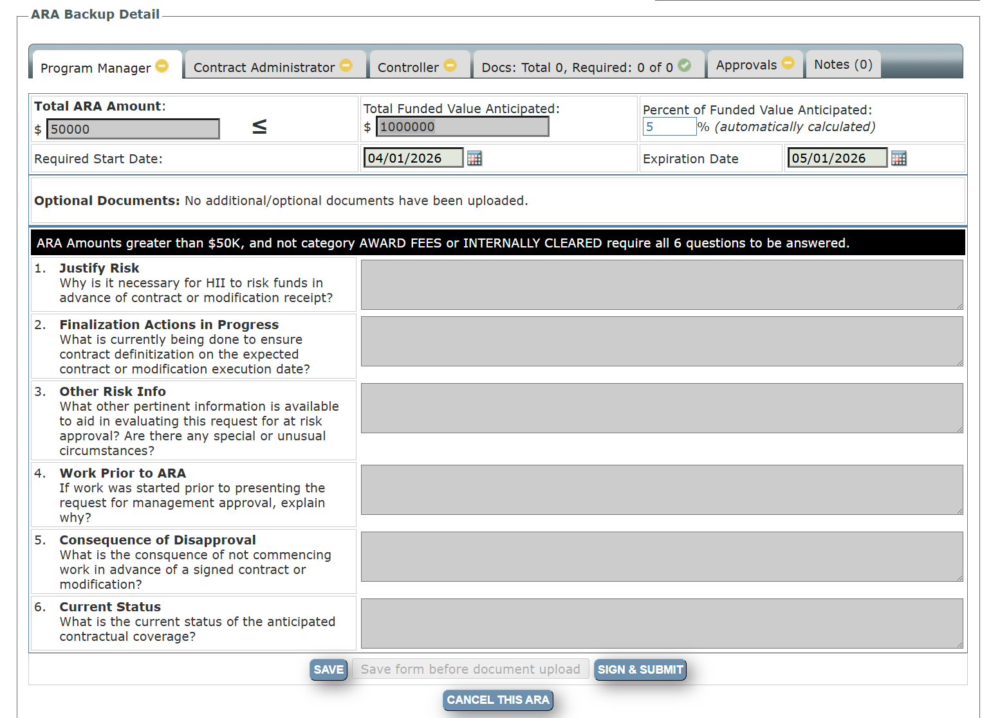 ARA Backup Detail
Program Manager
Contract Administrator
Controller
Docs: Total 0, Required: 0 of 0
Approvals
Notes (0)
Total ARA Amount:
$ 50000
≤
Total Funded Value Anticipated:
$ 1000000
Percent of Funded Value Anticipated:
5 % (automatically calculated)
Required Start Date:
04/01/2026
Expiration Date
05/01/2026
Optional Documents: No additional/optional documents have been uploaded.
ARA Amounts greater than $50K, and not category AWARD FEES or INTERNALLY CLEARED require all 6 questions to be answered.
1. Justify Risk
Why is it necessary for HII to risk funds in
advance of contract or modification receipt?
2. Finalization Actions in Progress
What is currently being done to ensure
contract definitization on the expected
contract or modification execution date?
3. Other Risk Info
What other pertinent information is available
to aid in evaluating this request for at risk
approval? Are there any special or unusual
circumstances?
4. Work Prior to ARA
If work was started prior to presenting the
request for management approval, explain
why?
5. Consequence of Disapproval
What is the consquence of not commencing
work in advance of a signed contract or
modification?
6. Current Status
What is the current status of the anticipated
contractual coverage?
SAVE
Save form before document upload
SIGN & SUBMIT
CANCEL THIS ARA